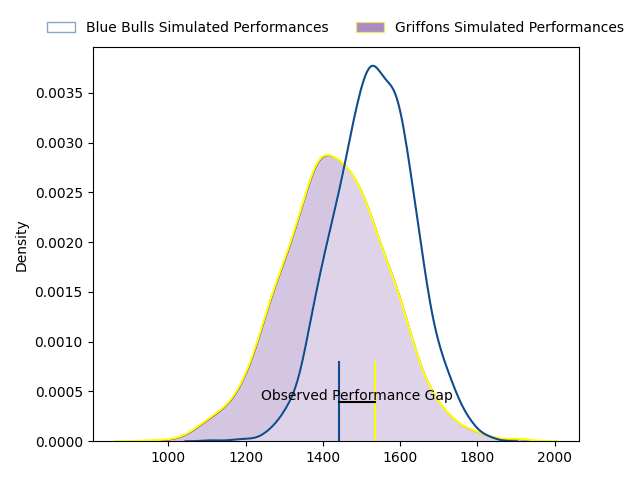 Blue Bulls Simulated Performances
Griffons Simulated Performances
Density
0.0035
0.0030
0.0025
0.0020
0.0015
0.0010
0.0005
0.0000
Observed Performance Gap
1000 1200 1400 1600 1800 2000